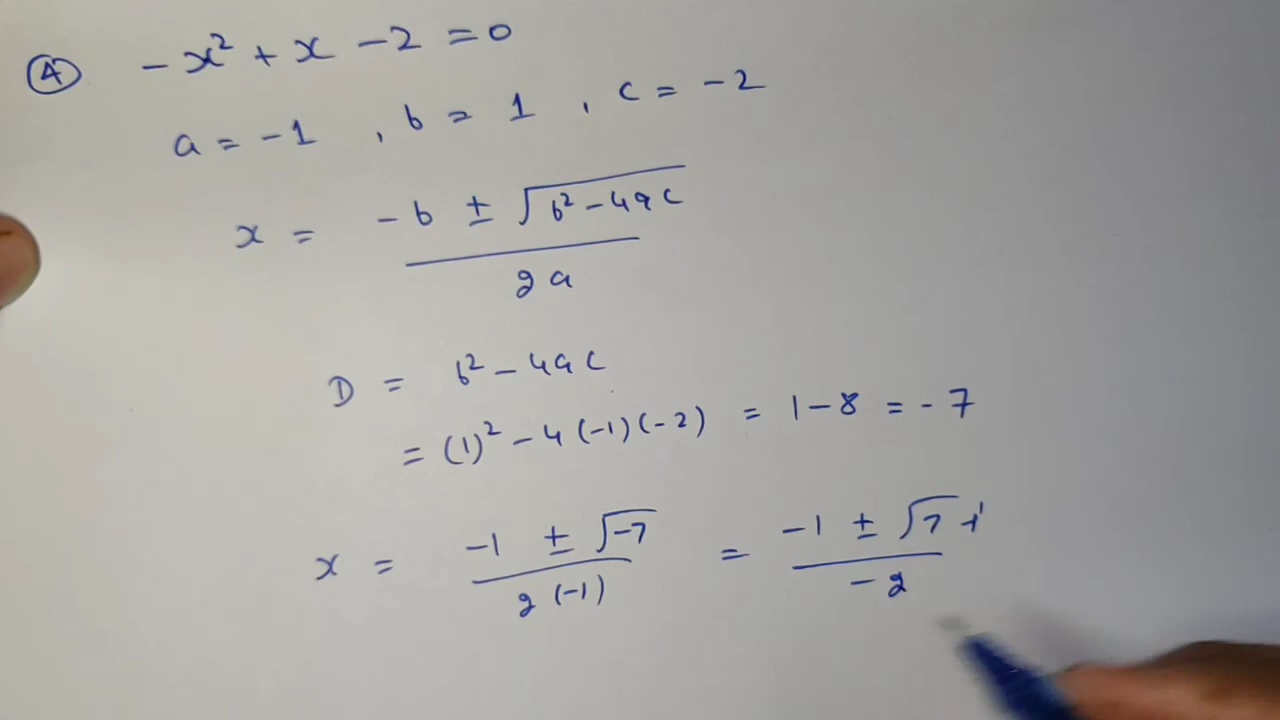 ④ -x² + x - 2 = 0
a = -1 , b = 1 , c = -2
x = (-b ± √(b² - 4ac)) / 2a
D = b² - 4ac
= (1)² - 4(-1)(-2) = 1 - 8 = -7
x = (-1 ± √-7) / 2(-1) = (-1 ± √7 i) / -2